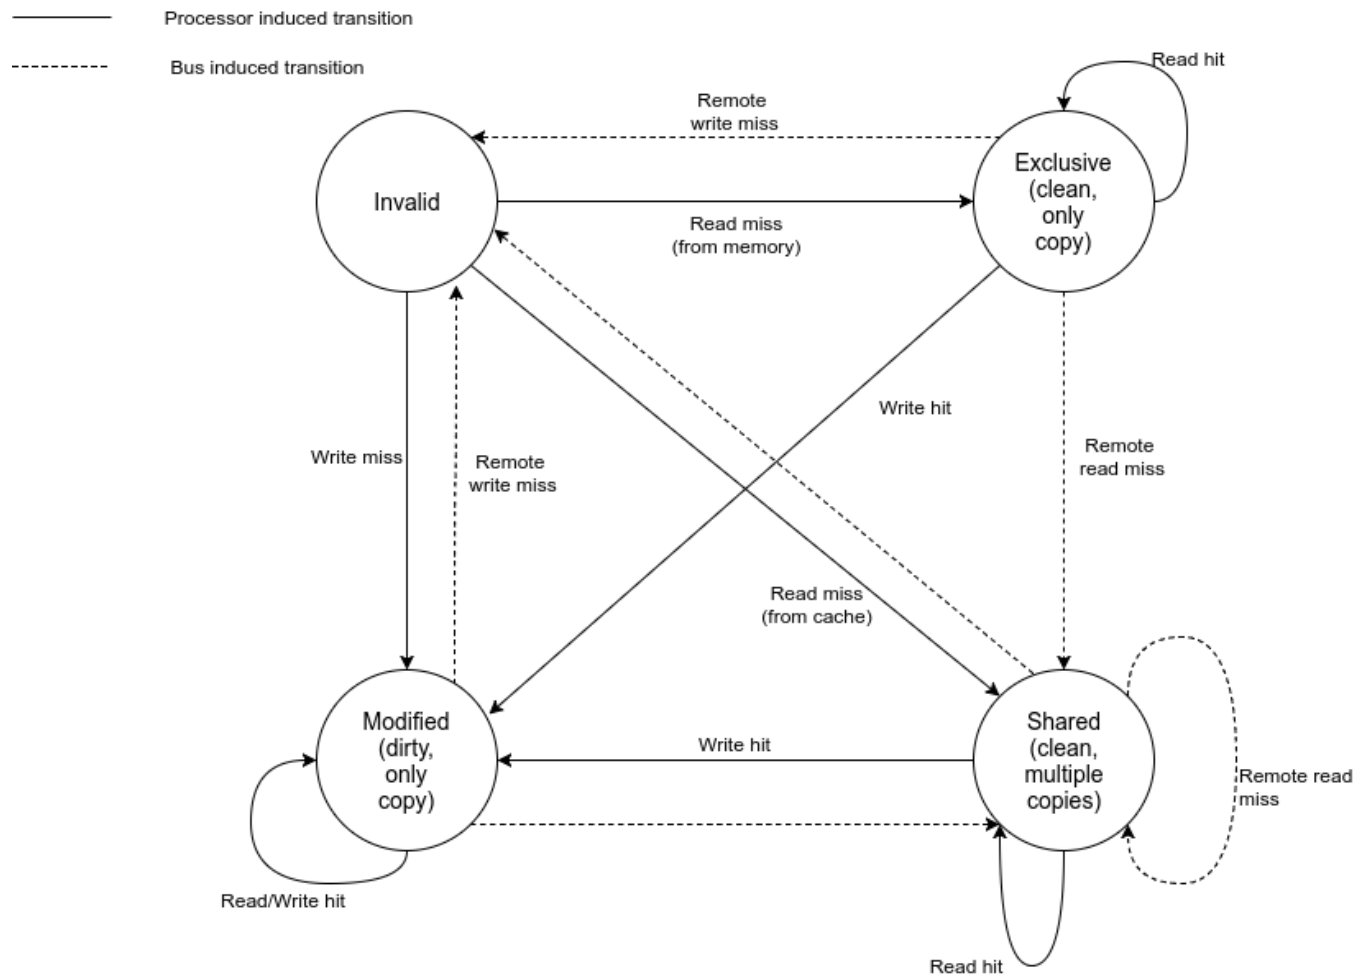 Processor induced transition
Bus induced transition
Read hit
Remote
write miss
Invalid
Exclusive
(clean,
only
copy)
Read miss
(from memory)
Write hit
Write miss
Remote
write miss
Remote
read miss
Read miss
(from cache)
Modified
(dirty,
only
copy)
Write hit
Shared
(clean,
multiple
copies)
Remote read
miss
Read/Write hit
Read hit